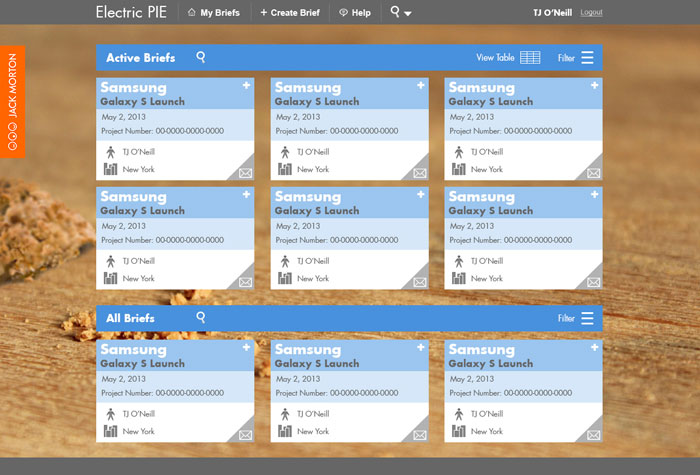 Electric PIE My Briefs Create Brief Help TJ O'Neill Logout
JACK MORTON
Active Briefs View Table Filter
Samsung Samsung Samsung
Galaxy S Launch Galaxy S Launch Galaxy S Launch
May 2, 2013 May 2, 2013 May 2, 2013
Project Number: 00-0000-0000-0000 Project Number: 00-0000-0000-0000 Project Number: 00-0000-0000-0000
TJ O'Neill TJ O'Neill TJ O'Neill
New York New York New York
Samsung Samsung Samsung
Galaxy S Launch Galaxy S Launch Galaxy S Launch
May 2, 2013 May 2, 2013 May 2, 2013
Project Number: 00-0000-0000-0000 Project Number: 00-0000-0000-0000 Project Number: 00-0000-0000-0000
TJ O'Neill TJ O'Neill TJ O'Neill
New York New York New York
All Briefs Filter
Samsung Samsung Samsung
Galaxy S Launch Galaxy S Launch Galaxy S Launch
May 2, 2013 May 2, 2013 May 2, 2013
Project Number: 00-0000-0000-0000 Project Number: 00-0000-0000-0000 Project Number: 00-0000-0000-0000
TJ O'Neill TJ O'Neill TJ O'Neill
New York New York New York